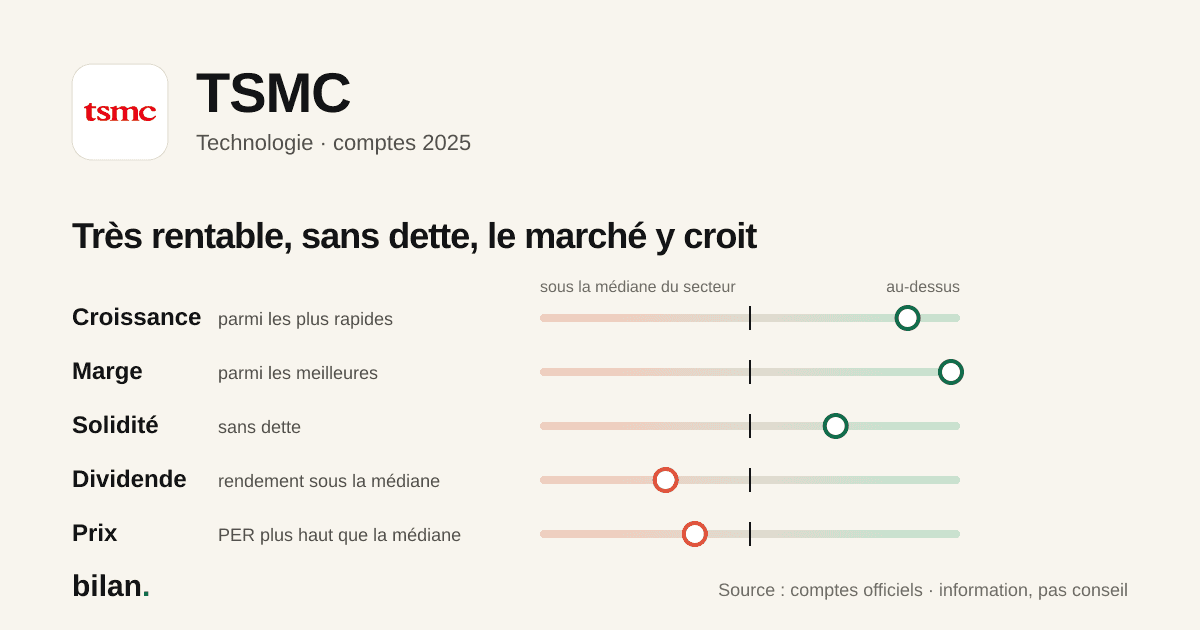 tsmc
TSMC
Technologie · comptes 2025
Très rentable, sans dette, le marché y croit
sous la médiane du secteur au-dessus
Croissance parmi les plus rapides
Marge parmi les meilleures
Solidité sans dette
Dividende rendement sous la médiane
Prix PER plus haut que la médiane
bilan.
Source : comptes officiels · information, pas conseil